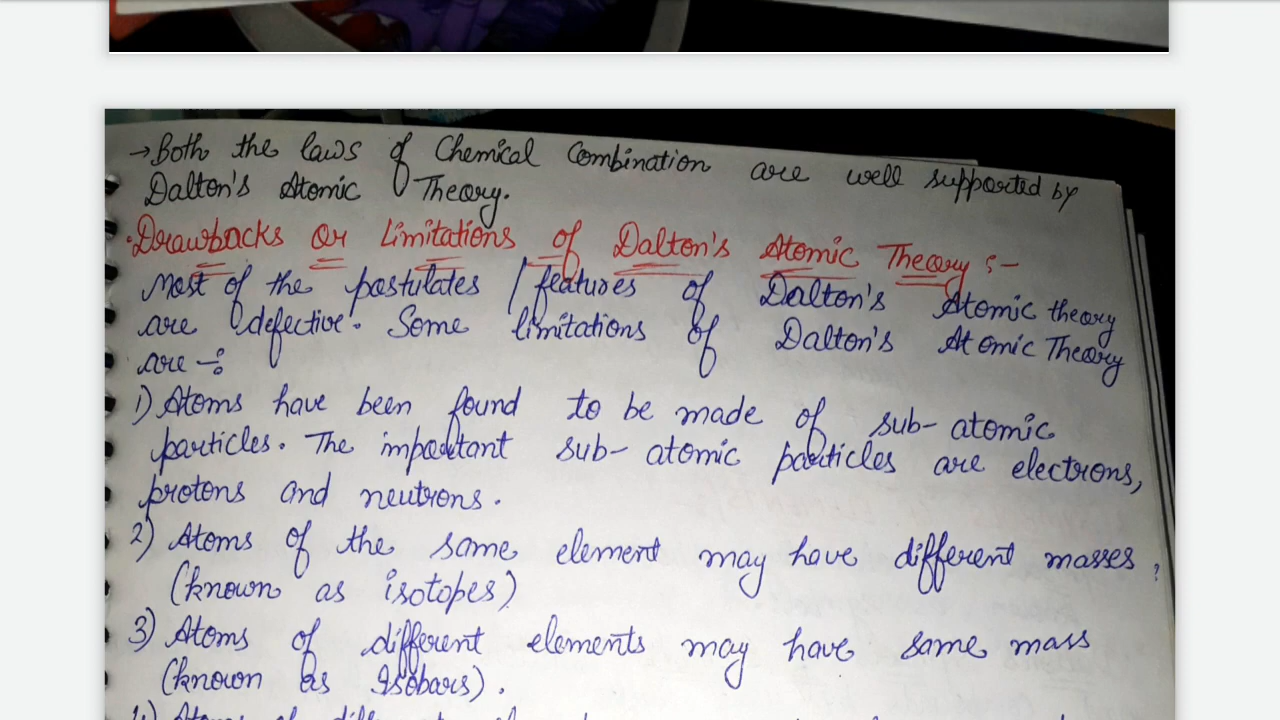 → Both the laws of Chemical Combination are well supported by
Dalton's Atomic Theory.
Drawbacks or Limitations of Dalton's Atomic Theory :-
Most of the postulates / features of Dalton's Atomic theory
are defective. Some limitations of Dalton's Atomic Theory
are -:
1) Atoms have been found to be made of sub-atomic
particles. The important sub-atomic particles are electrons,
protons and neutrons.
2) Atoms of the same element may have different masses
(known as isotopes)
3) Atoms of different elements may have same mass
(known as Isobars).
4) Atoms of different